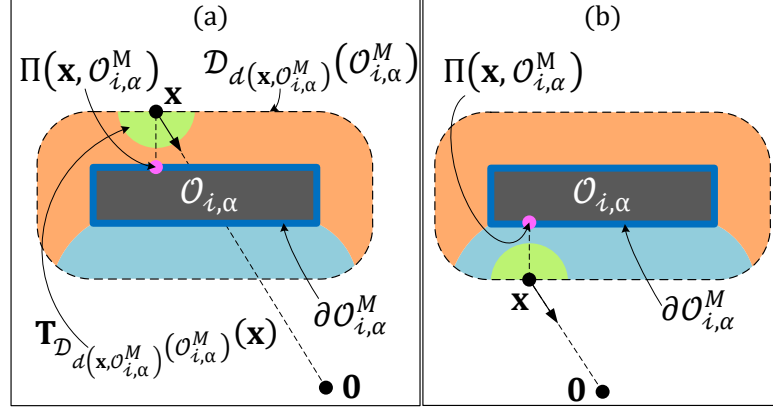 (a)
Π(𝐱, 𝒪^M_{i,α})
𝐱
𝒟_{d(𝐱,𝒪^M_{i,α})}(𝒪^M_{i,α})
𝒪_{i,α}
∂𝒪^M_{i,α}
𝐓_{𝒟_{d(𝐱,𝒪^M_{i,α})}(𝒪^M_{i,α})}(𝐱)
𝟎
(b)
Π(𝐱, 𝒪^M_{i,α})
𝒪_{i,α}
𝐱
∂𝒪^M_{i,α}
𝟎